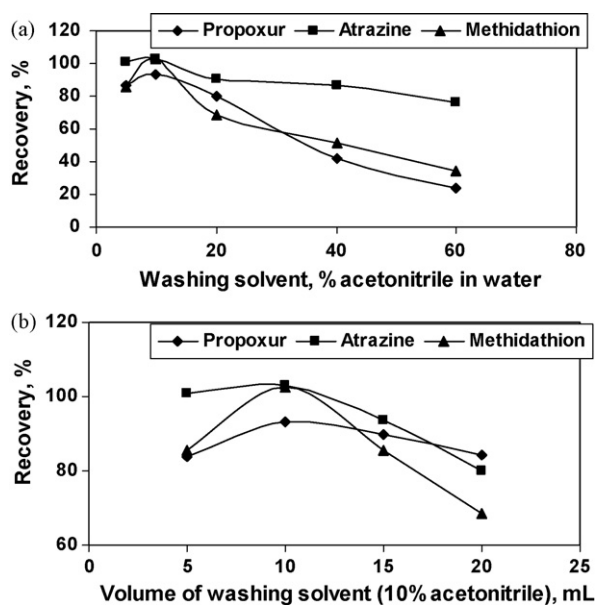 (a)
120
Propoxur Atrazine Methidathion
100
80
60
40
20
0
Recovery, %
0 20 40 60 80
Washing solvent, % acetonitrile in water
(b)
120
Propoxur Atrazine Methidathion
100
80
60
Recovery, %
0 5 10 15 20 25
Volume of washing solvent (10% acetonitrile), mL